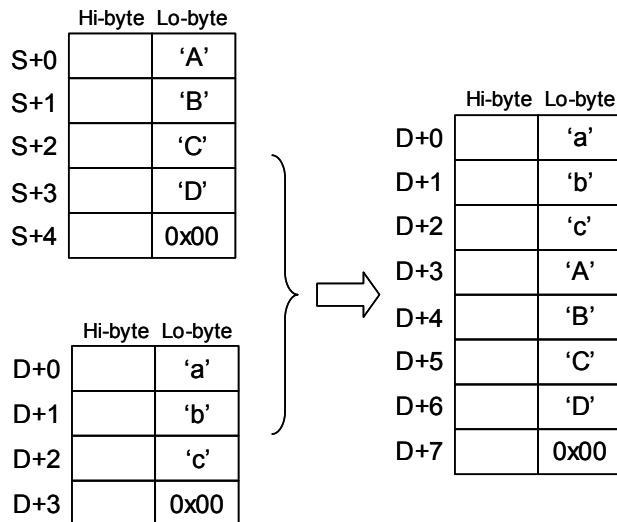 Hi-byte Lo-byte
S+0 ‘A’
S+1 ‘B’
S+2 ‘C’
S+3 ‘D’
S+4 0x00
Hi-byte Lo-byte
D+0 ‘a’
D+1 ‘b’
D+2 ‘c’
D+3 0x00
Hi-byte Lo-byte
D+0 ‘a’
D+1 ‘b’
D+2 ‘c’
D+3 ‘A’
D+4 ‘B’
D+5 ‘C’
D+6 ‘D’
D+7 0x00